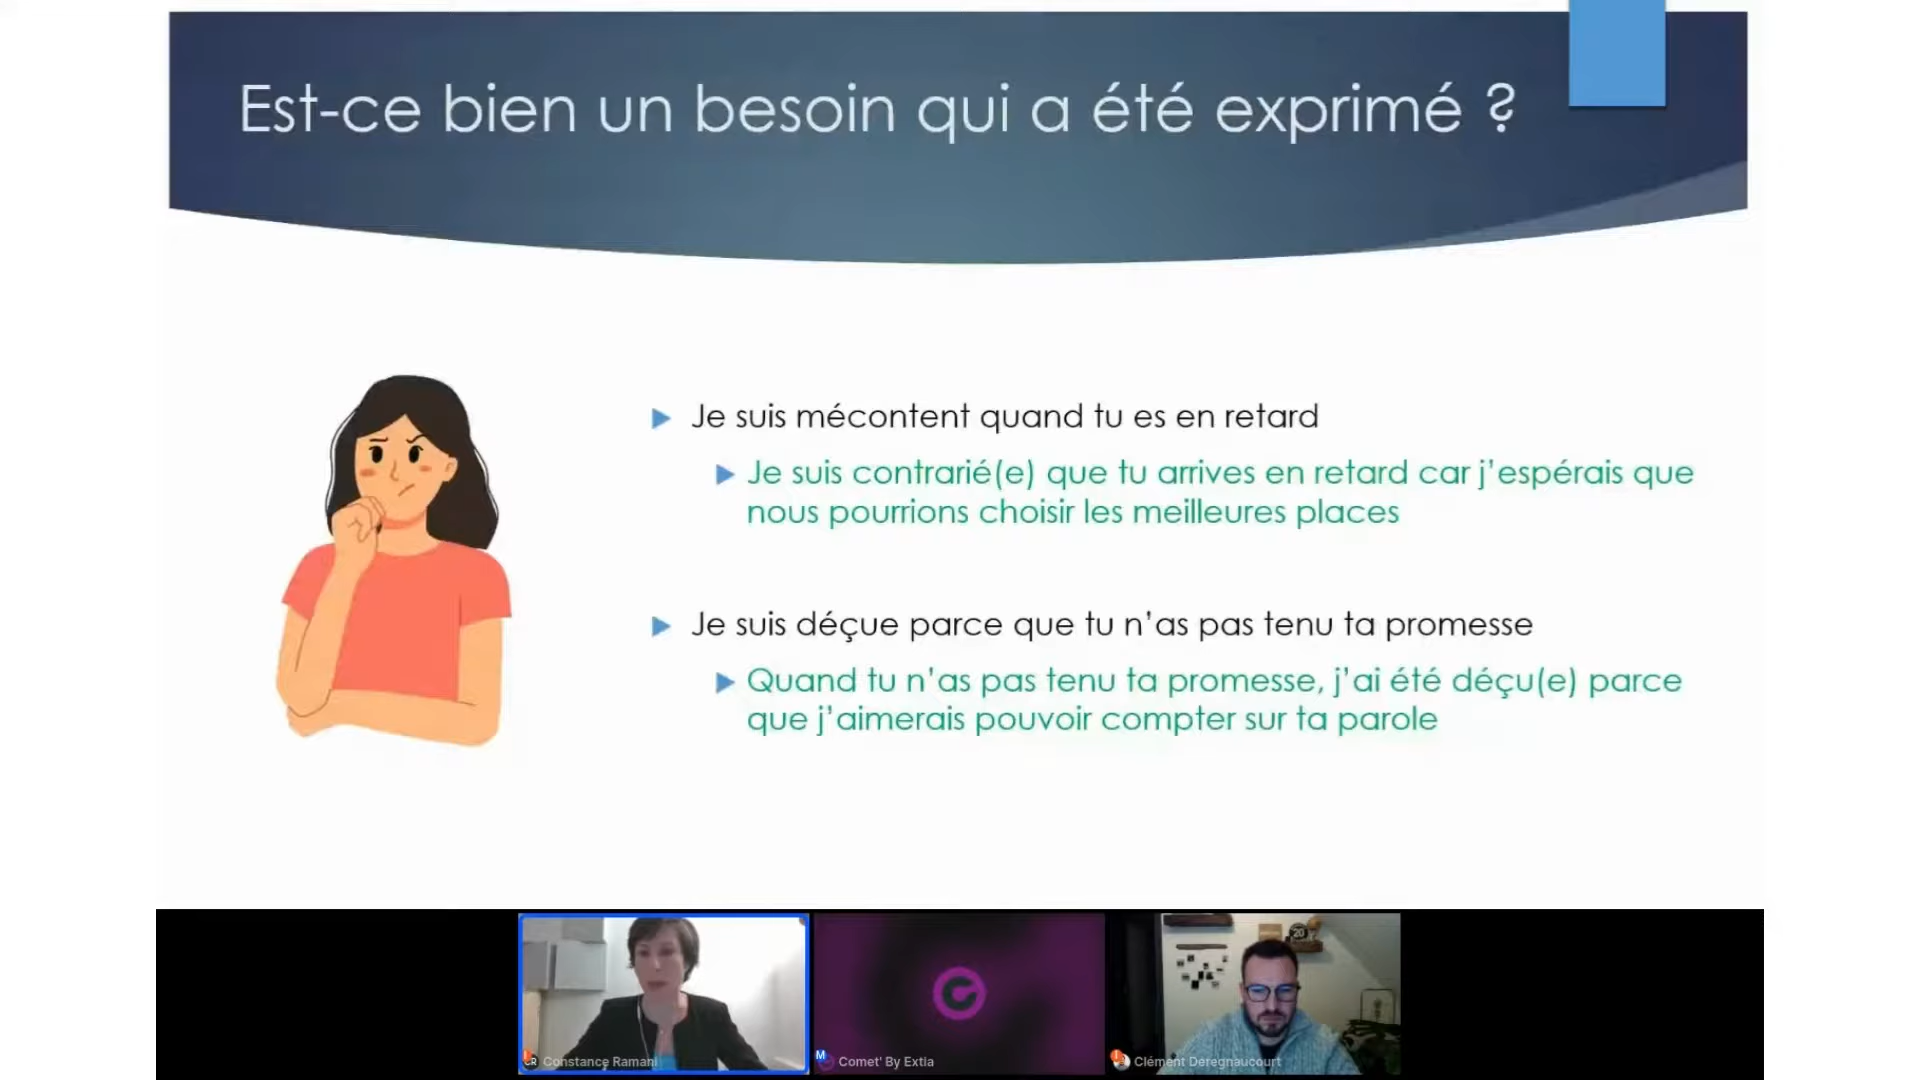 Est-ce bien un besoin qui a été exprimé ?
Je suis mécontent quand tu es en retard
Je suis contrarié(e) que tu arrives en retard car j’espérais que
nous pourrions choisir les meilleures places
Je suis déçue parce que tu n’as pas tenu ta promesse
Quand tu n’as pas tenu ta promesse, j’ai été déçu(e) parce
que j’aimerais pouvoir compter sur ta parole
20
CR Constance Ramani
M Comet' By Extia
Clément Deregnaucourt